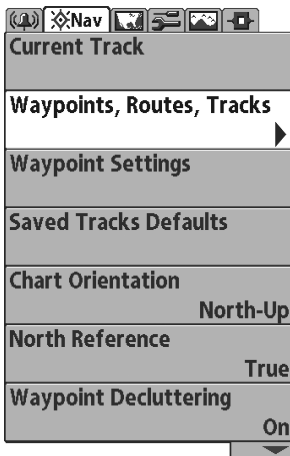 Nav
Current Track
Waypoints, Routes, Tracks
Waypoint Settings
Saved Tracks Defaults
Chart Orientation
North-Up
North Reference
True
Waypoint Decluttering
On